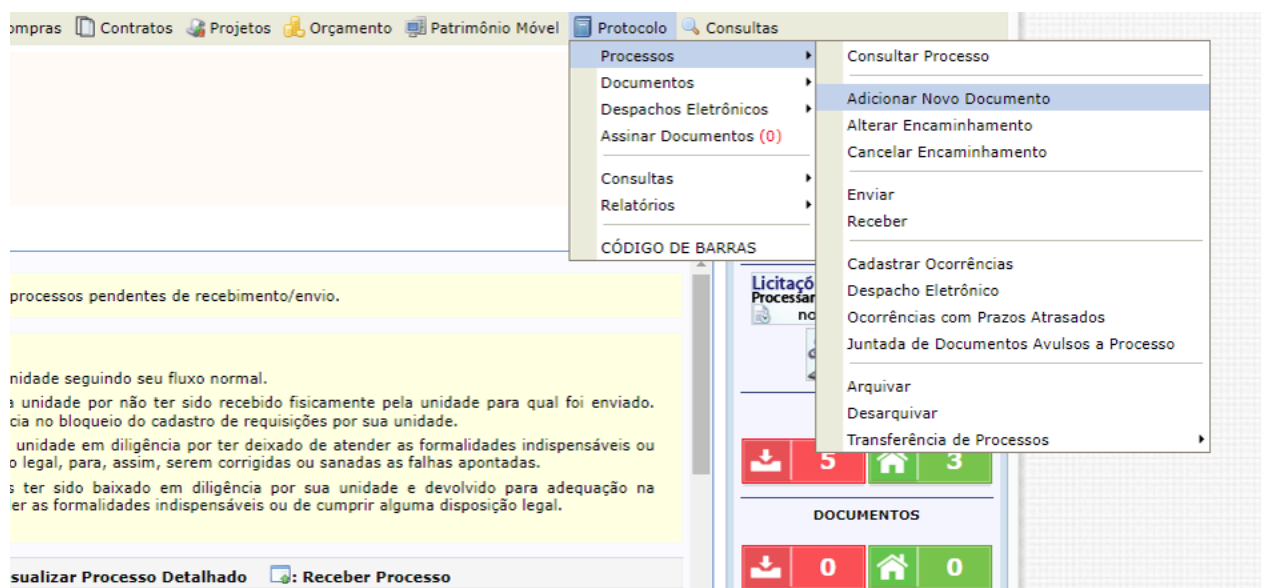 ompras Contratos Projetos Orçamento Patrimônio Móvel Protocolo Consultas
Processos
Documentos
Despachos Eletrônicos
Assinar Documentos (0)
Consultas
Relatórios
CÓDIGO DE BARRAS
Consultar Processo
Adicionar Novo Documento
Alterar Encaminhamento
Cancelar Encaminhamento
Enviar
Receber
Cadastrar Ocorrências
Despacho Eletrônico
Ocorrências com Prazos Atrasados
Juntada de Documentos Avulsos a Processo
Arquivar
Desarquivar
Transferência de Processos
processos pendentes de recebimento/envio.
nidade seguindo seu fluxo normal.
a unidade por não ter sido recebido fisicamente pela unidade para qual foi enviado.
cia no bloqueio do cadastro de requisições por sua unidade.
unidade em diligência por ter deixado de atender as formalidades indispensáveis ou
o legal, para, assim, serem corrigidas ou sanadas as falhas apontadas.
s ter sido baixado em diligência por sua unidade e devolvido para adequação na
er as formalidades indispensáveis ou de cumprir alguma disposição legal.
sualizar Processo Detalhado : Receber Processo
Licitaçõ
Processar
no
5 3
DOCUMENTOS
0 0